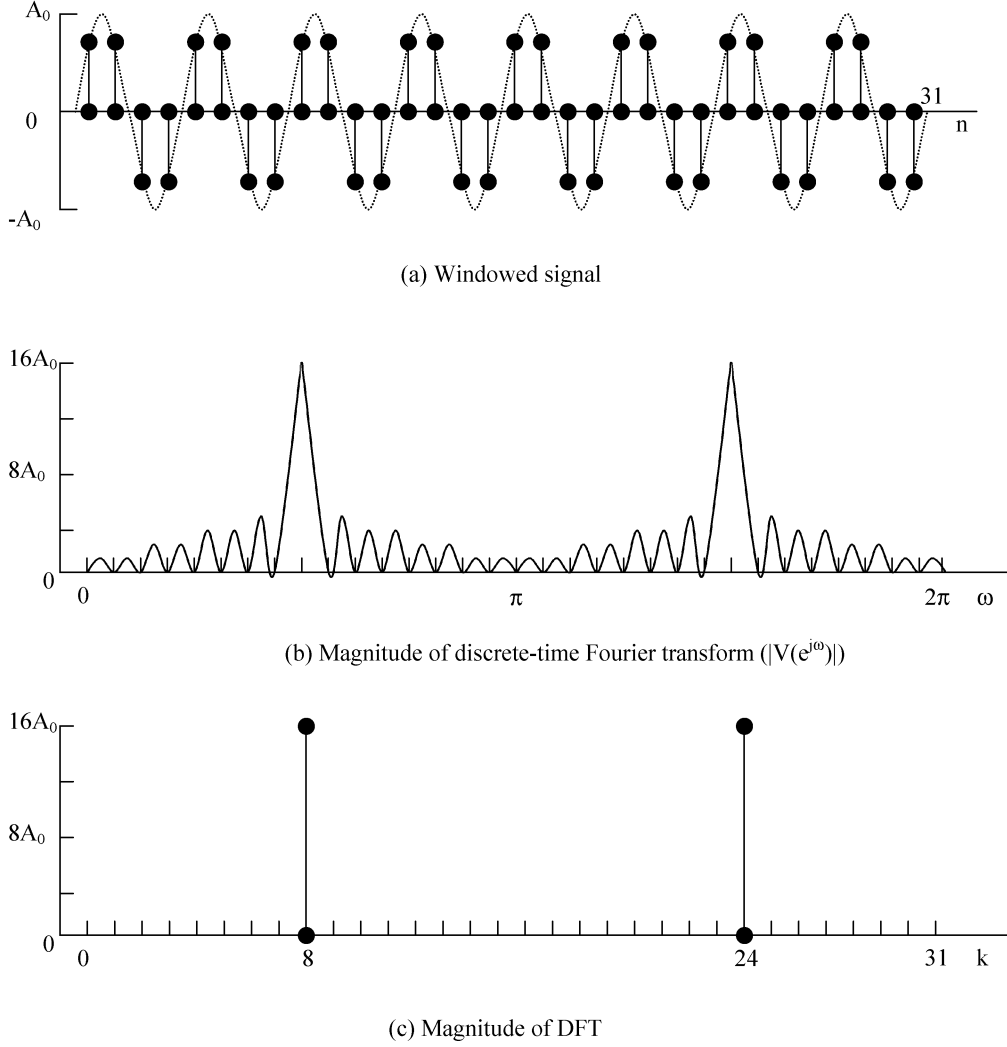 A₀
31
0
n
-A₀
(a) Windowed signal
16A₀
8A₀
0
0 π 2π ω
(b) Magnitude of discrete-time Fourier transform (|V(e^{jω})|)
16A₀
8A₀
0
0 8 24 31 k
(c) Magnitude of DFT